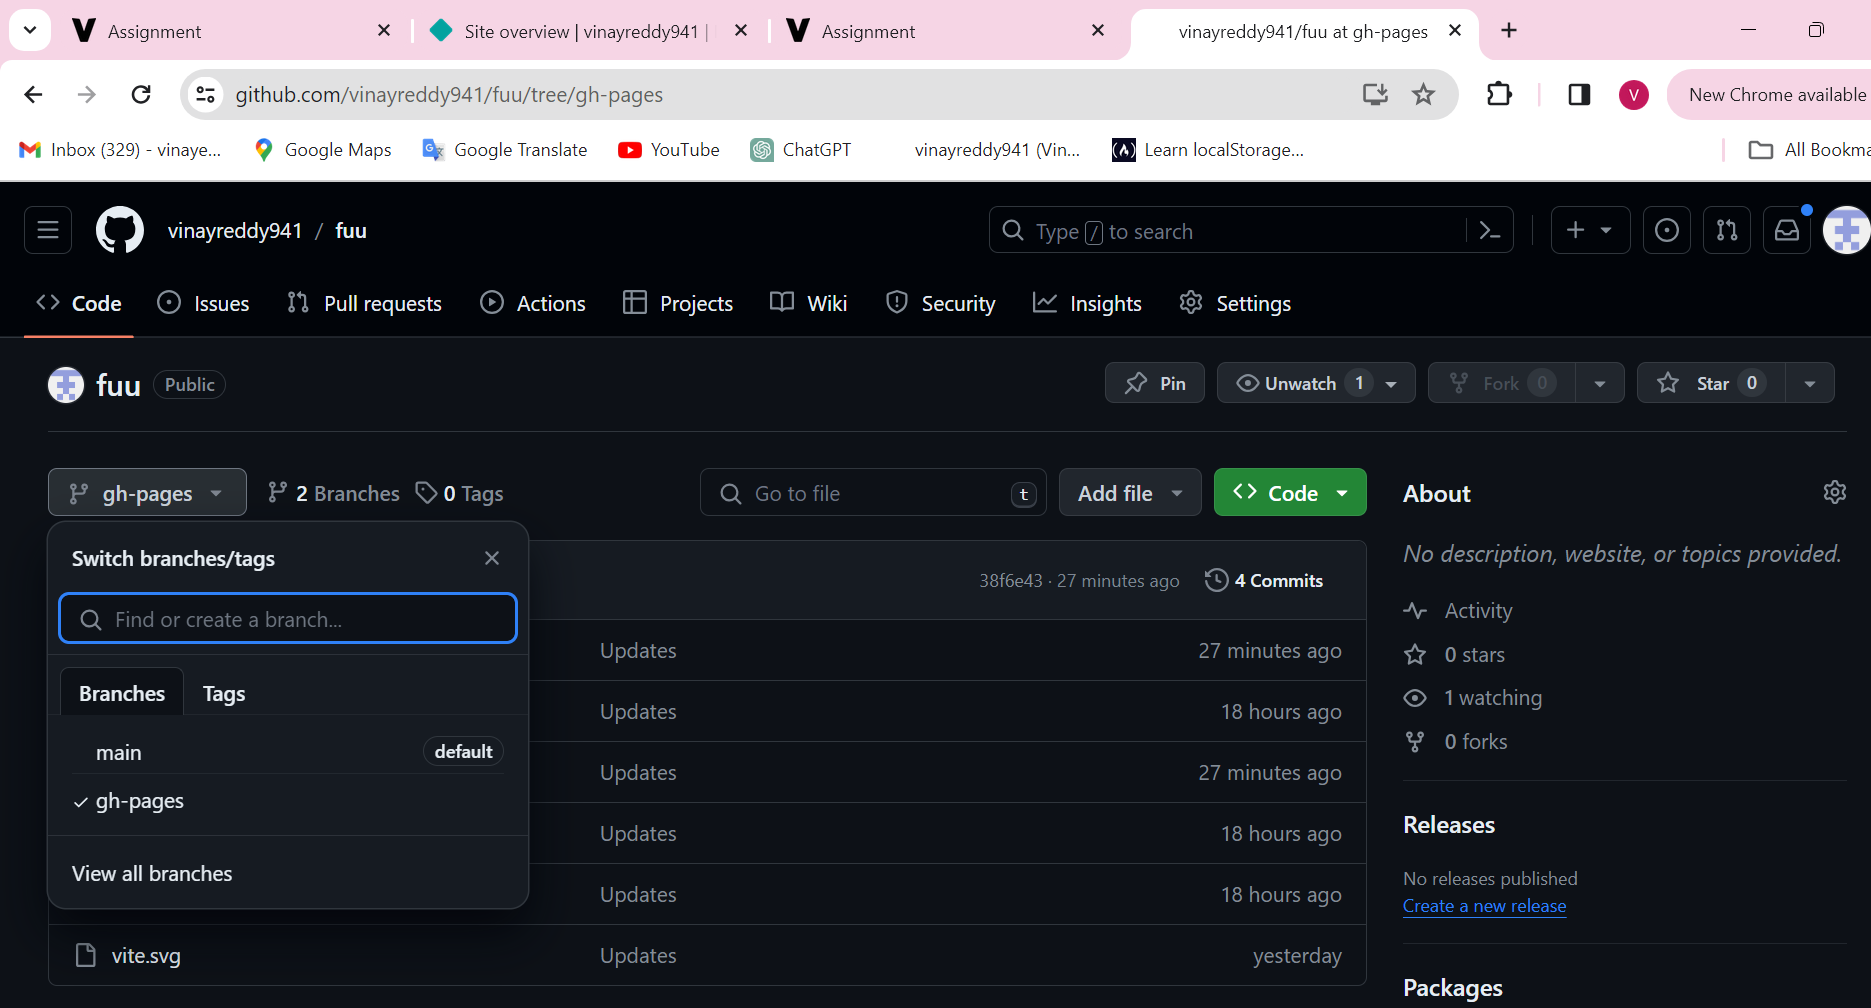 Assignment
Site overview | vinayreddy941 |
Assignment
vinayreddy941/fuu at gh-pages
github.com/vinayreddy941/fuu/tree/gh-pages
V
New Chrome available
Inbox (329) - vinaye...
Google Maps
Google Translate
YouTube
ChatGPT
vinayreddy941 (Vin...
Learn localStorage...
All Bookma
vinayreddy941 / fuu
Type / to search
Code
Issues
Pull requests
Actions
Projects
Wiki
Security
Insights
Settings
fuu
Public
Pin
Unwatch 1
Fork 0
Star 0
gh-pages
2 Branches
0 Tags
Go to file
t
Add file
Code
Switch branches/tags
Find or create a branch...
Branches
Tags
main
default
gh-pages
View all branches
38f6e43 · 27 minutes ago
4 Commits
Updates
27 minutes ago
Updates
18 hours ago
Updates
27 minutes ago
Updates
18 hours ago
Updates
18 hours ago
vite.svg
Updates
yesterday
About
No description, website, or topics provided.
Activity
0 stars
1 watching
0 forks
Releases
No releases published
Create a new release
Packages